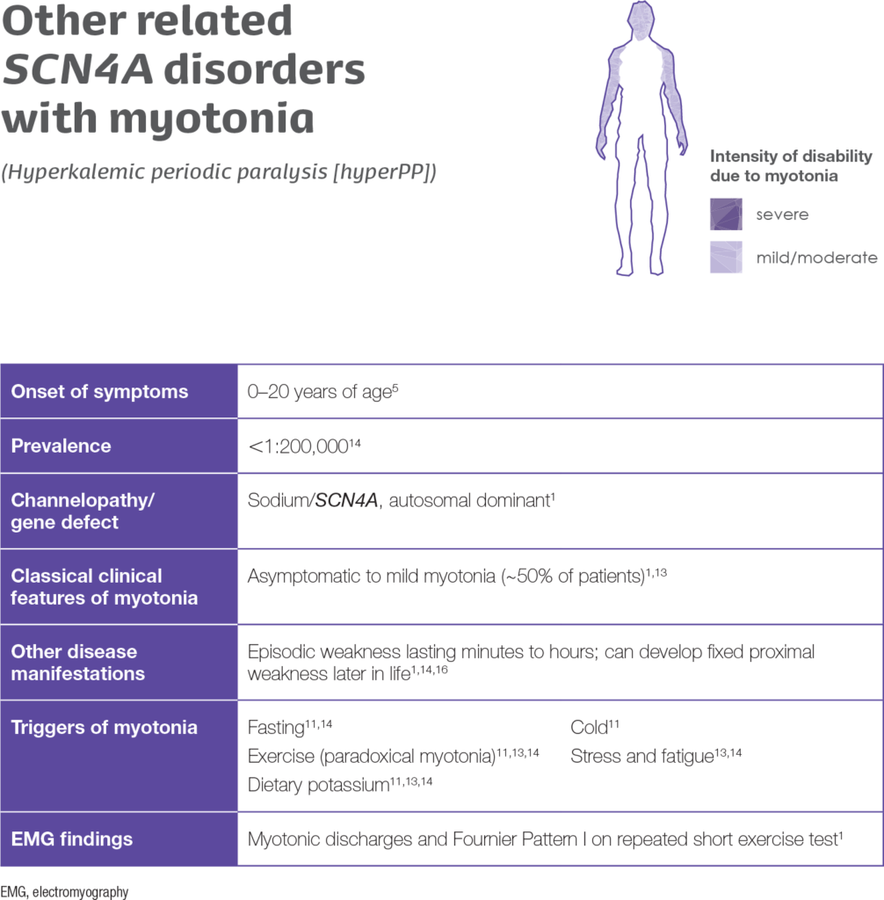 Other related
SCN4A disorders
with myotonia
(Hyperkalemic periodic paralysis [hyperPP])
Intensity of disability
due to myotonia
severe
mild/moderate
Onset of symptoms
0–20 years of age⁵
Prevalence
<1:200,000¹⁴
Channelopathy/
gene defect
Sodium/SCN4A, autosomal dominant¹
Classical clinical
features of myotonia
Asymptomatic to mild myotonia (~50% of patients)¹,¹³
Other disease
manifestations
Episodic weakness lasting minutes to hours; can develop fixed proximal
weakness later in life¹,¹⁴,¹⁶
Triggers of myotonia
Fasting¹¹,¹⁴
Cold¹¹
Exercise (paradoxical myotonia)¹¹,¹³,¹⁴
Stress and fatigue¹³,¹⁴
Dietary potassium¹¹,¹³,¹⁴
EMG findings
Myotonic discharges and Fournier Pattern I on repeated short exercise test¹
EMG, electromyography